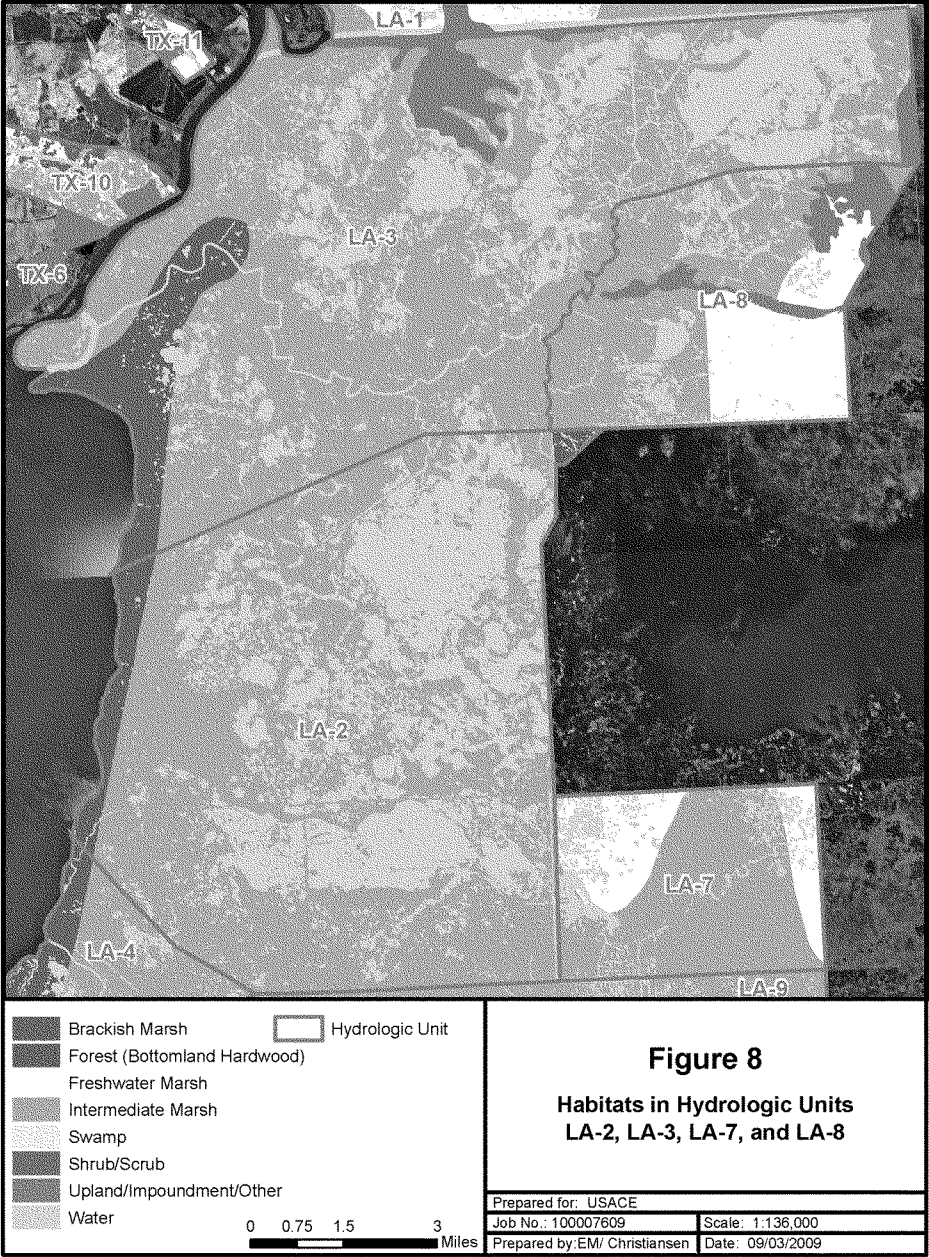 LA-1
TX-11
TX-10
LA-3
TX-6
LA-8
LA-2
LA-7
LA-4
LA-9
Brackish Marsh
Forest (Bottomland Hardwood)
Freshwater Marsh
Intermediate Marsh
Swamp
Shrub/Scrub
Upland/Impoundment/Other
Water
Hydrologic Unit
0 0.75 1.5 3
Miles
Figure 8
Habitats in Hydrologic Units
LA-2, LA-3, LA-7, and LA-8
Prepared for: USACE
Job No.: 100007609
Scale: 1:136,000
Prepared by:EM/ Christiansen
Date: 09/03/2009